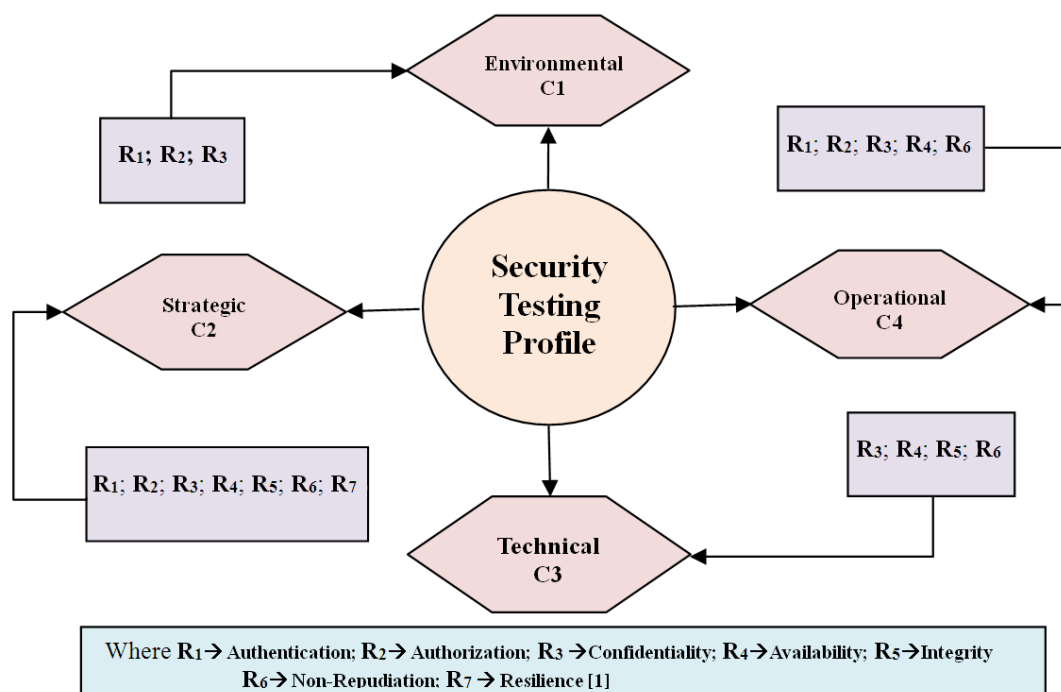 Environmental
C1
R₁; R₂; R₃
R₁; R₂; R₃; R₄; R₆
Security
Testing
Profile
Strategic
C2
Operational
C4
R₁; R₂; R₃; R₄; R₅; R₆; R₇
R₃; R₄; R₅; R₆
Technical
C3
Where R₁→ Authentication; R₂→ Authorization; R₃ →Confidentiality; R₄→Availability; R₅→Integrity
R₆→ Non-Repudiation; R₇ → Resilience [1]